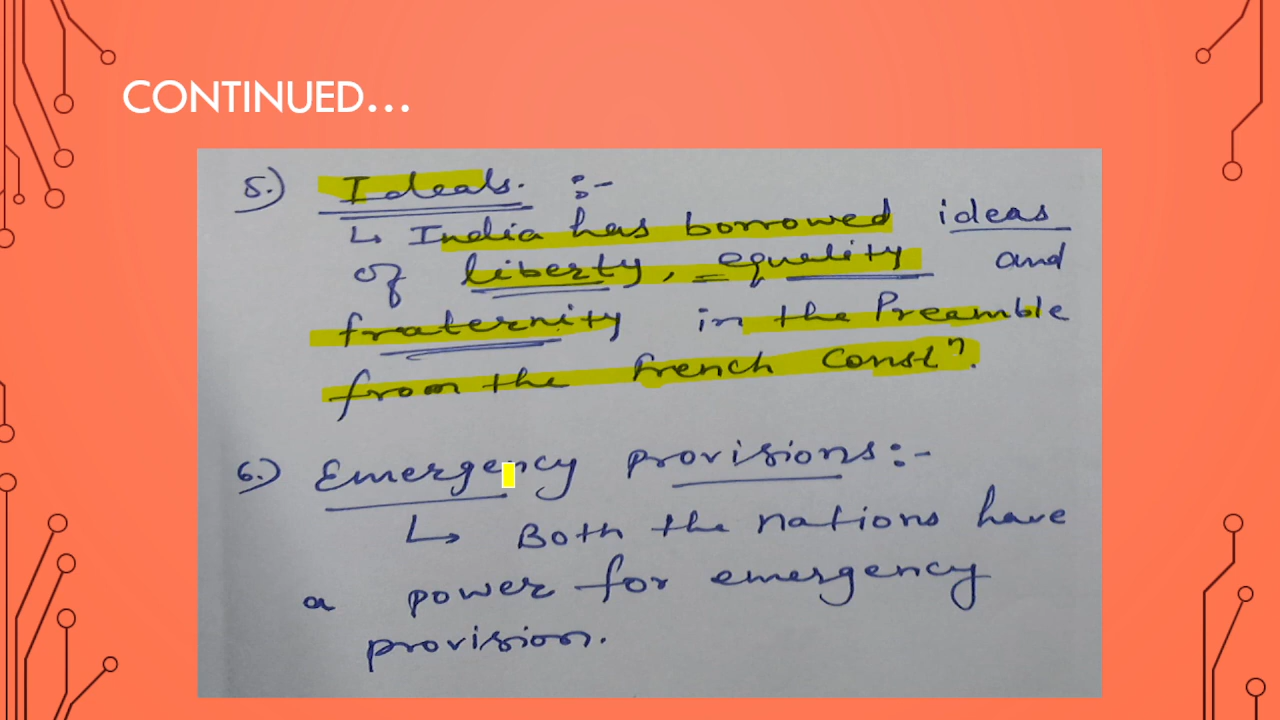 CONTINUED...
5.) Ideals. :-
↳ India has borrowed ideas
of liberty, equality and
fraternity in the Preamble
from the french Constⁿ.
6.) Emergency provisions:-
↳ Both the nations have
a power for emergency
provision.